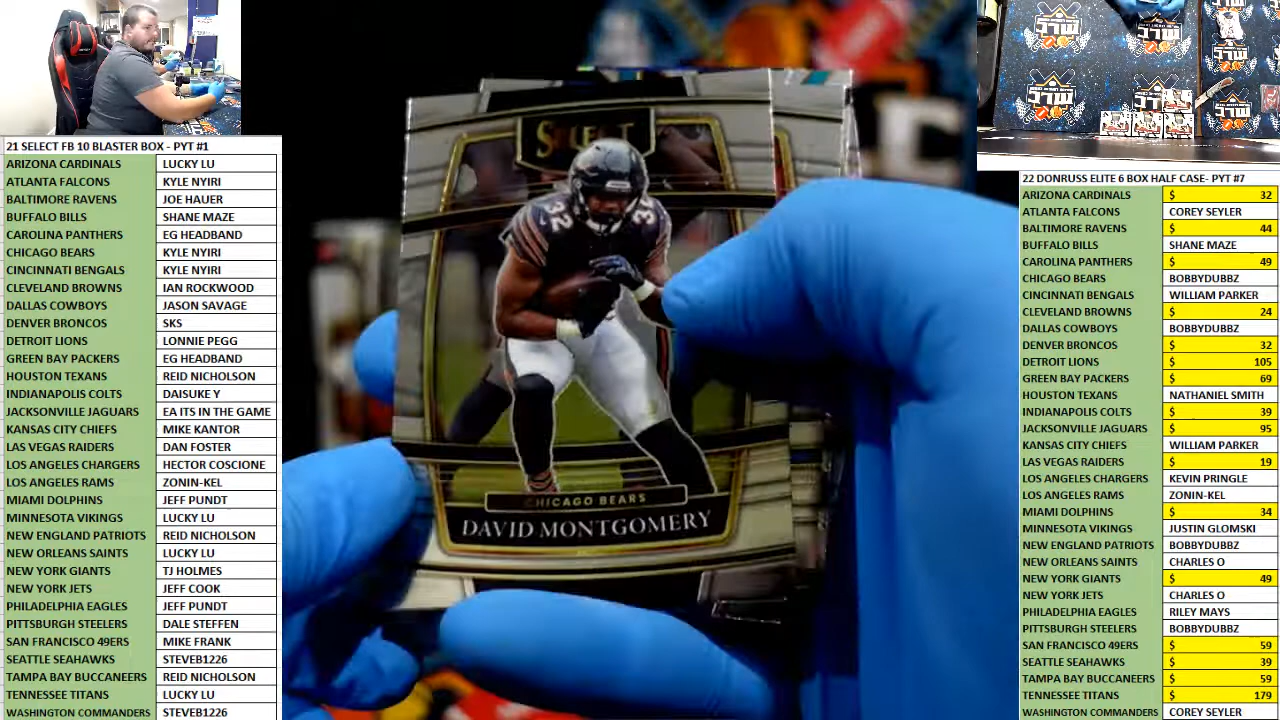 21 SELECT FB 10 BLASTER BOX - PYT #1
ARIZONA CARDINALS LUCKY LU
ATLANTA FALCONS KYLE NYIRI
BALTIMORE RAVENS JOE HAUER
BUFFALO BILLS SHANE MAZE
CAROLINA PANTHERS EG HEADBAND
CHICAGO BEARS KYLE NYIRI
CINCINNATI BENGALS KYLE NYIRI
CLEVELAND BROWNS IAN ROCKWOOD
DALLAS COWBOYS JASON SAVAGE
DENVER BRONCOS SKS
DETROIT LIONS LONNIE PEGG
GREEN BAY PACKERS EG HEADBAND
HOUSTON TEXANS REID NICHOLSON
INDIANAPOLIS COLTS DAISUKE Y
JACKSONVILLE JAGUARS EA ITS IN THE GAME
KANSAS CITY CHIEFS MIKE KANTOR
LAS VEGAS RAIDERS DAN FOSTER
LOS ANGELES CHARGERS HECTOR COSCIONE
LOS ANGELES RAMS ZONIN-KEL
MIAMI DOLPHINS JEFF PUNDT
MINNESOTA VIKINGS LUCKY LU
NEW ENGLAND PATRIOTS REID NICHOLSON
NEW ORLEANS SAINTS LUCKY LU
NEW YORK GIANTS TJ HOLMES
NEW YORK JETS JEFF COOK
PHILADELPHIA EAGLES JEFF PUNDT
PITTSBURGH STEELERS DALE STEFFEN
SAN FRANCISCO 49ERS MIKE FRANK
SEATTLE SEAHAWKS STEVEB1226
TAMPA BAY BUCCANEERS REID NICHOLSON
TENNESSEE TITANS LUCKY LU
WASHINGTON COMMANDERS STEVEB1226
SELECT
32
CHICAGO BEARS
DAVID MONTGOMERY
22 DONRUSS ELITE 6 BOX HALF CASE- PYT #7
ARIZONA CARDINALS $ 32
ATLANTA FALCONS COREY SEYLER
BALTIMORE RAVENS $ 44
BUFFALO BILLS SHANE MAZE
CAROLINA PANTHERS $ 49
CHICAGO BEARS BOBBYDUBBZ
CINCINNATI BENGALS WILLIAM PARKER
CLEVELAND BROWNS $ 24
DALLAS COWBOYS BOBBYDUBBZ
DENVER BRONCOS $ 32
DETROIT LIONS $ 105
GREEN BAY PACKERS $ 69
HOUSTON TEXANS NATHANIEL SMITH
INDIANAPOLIS COLTS $ 39
JACKSONVILLE JAGUARS $ 95
KANSAS CITY CHIEFS WILLIAM PARKER
LAS VEGAS RAIDERS $ 19
LOS ANGELES CHARGERS KEVIN PRINGLE
LOS ANGELES RAMS ZONIN-KEL
MIAMI DOLPHINS $ 34
MINNESOTA VIKINGS JUSTIN GLOMSKI
NEW ENGLAND PATRIOTS BOBBYDUBBZ
NEW ORLEANS SAINTS CHARLES O
NEW YORK GIANTS $ 49
NEW YORK JETS CHARLES O
PHILADELPHIA EAGLES RILEY MAYS
PITTSBURGH STEELERS BOBBYDUBBZ
SAN FRANCISCO 49ERS $ 59
SEATTLE SEAHAWKS $ 39
TAMPA BAY BUCCANEERS $ 59
TENNESSEE TITANS $ 179
WASHINGTON COMMANDERS COREY SEYLER